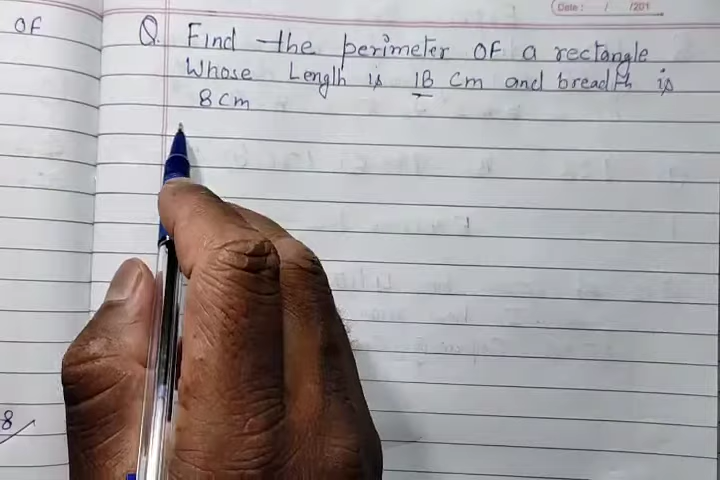 Date: / /201
OF
Q. Find the perimeter OF a rectangle
Whose Length is 18 Cm and breadth is
8 Cm
8